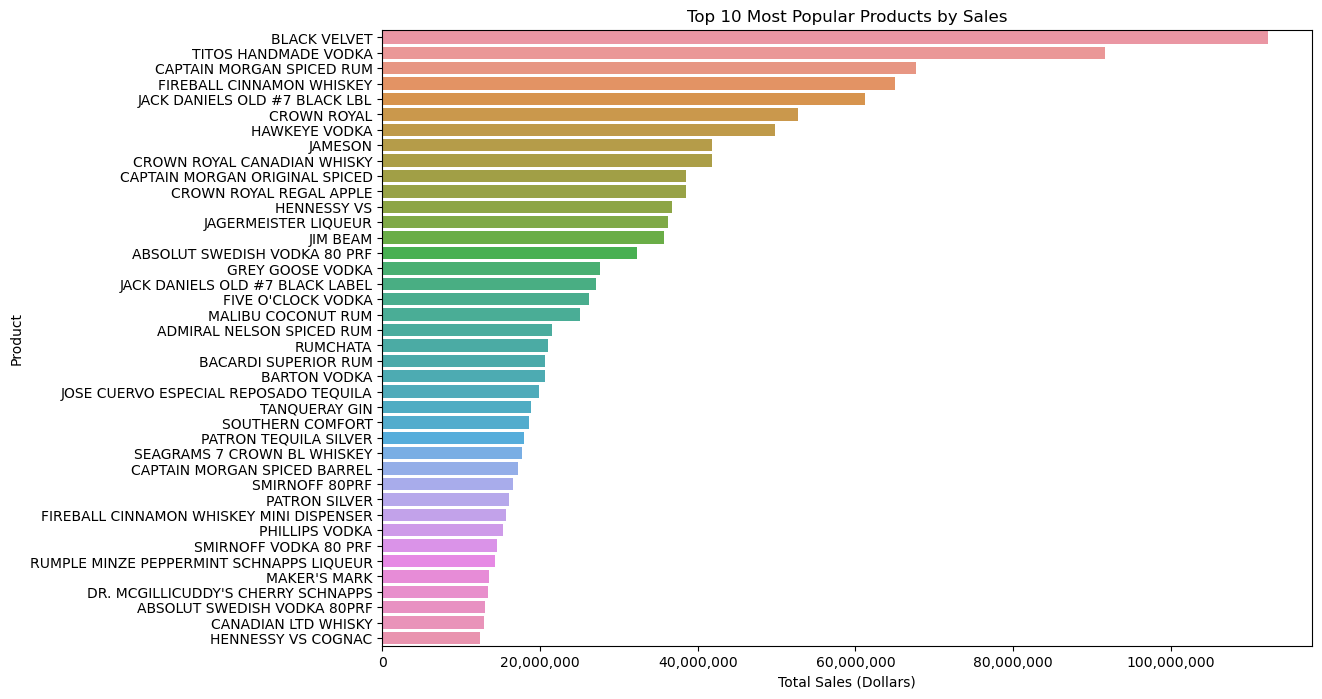 Top 10 Most Popular Products by Sales
BLACK VELVET
TITOS HANDMADE VODKA
CAPTAIN MORGAN SPICED RUM
FIREBALL CINNAMON WHISKEY
JACK DANIELS OLD #7 BLACK LBL
CROWN ROYAL
HAWKEYE VODKA
JAMESON
CROWN ROYAL CANADIAN WHISKY
CAPTAIN MORGAN ORIGINAL SPICED
CROWN ROYAL REGAL APPLE
HENNESSY VS
JAGERMEISTER LIQUEUR
JIM BEAM
ABSOLUT SWEDISH VODKA 80 PRF
GREY GOOSE VODKA
JACK DANIELS OLD #7 BLACK LABEL
FIVE O'CLOCK VODKA
MALIBU COCONUT RUM
ADMIRAL NELSON SPICED RUM
RUMCHATA
BACARDI SUPERIOR RUM
BARTON VODKA
JOSE CUERVO ESPECIAL REPOSADO TEQUILA
TANQUERAY GIN
SOUTHERN COMFORT
PATRON TEQUILA SILVER
SEAGRAMS 7 CROWN BL WHISKEY
CAPTAIN MORGAN SPICED BARREL
SMIRNOFF 80PRF
PATRON SILVER
FIREBALL CINNAMON WHISKEY MINI DISPENSER
PHILLIPS VODKA
SMIRNOFF VODKA 80 PRF
RUMPLE MINZE PEPPERMINT SCHNAPPS LIQUEUR
MAKER'S MARK
DR. MCGILLICUDDY'S CHERRY SCHNAPPS
ABSOLUT SWEDISH VODKA 80PRF
CANADIAN LTD WHISKY
HENNESSY VS COGNAC
Product
0 20,000,000 40,000,000 60,000,000 80,000,000 100,000,000
Total Sales (Dollars)